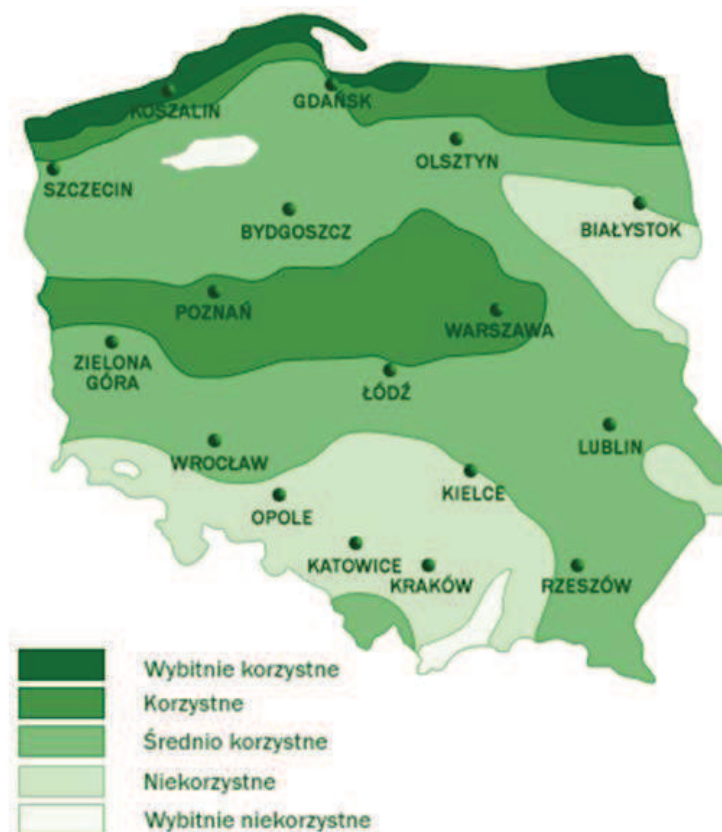 KOSZALIN
GDAŃSK
OLSZTYN
SZCZECIN
BIAŁYSTOK
BYDGOSZCZ
POZNAŃ
WARSZAWA
ZIELONA
GÓRA
ŁÓDŹ
LUBLIN
WROCŁAW
KIELCE
OPOLE
KATOWICE
KRAKÓW
RZESZÓW
Wybitnie korzystne
Korzystne
Średnio korzystne
Niekorzystne
Wybitnie niekorzystne